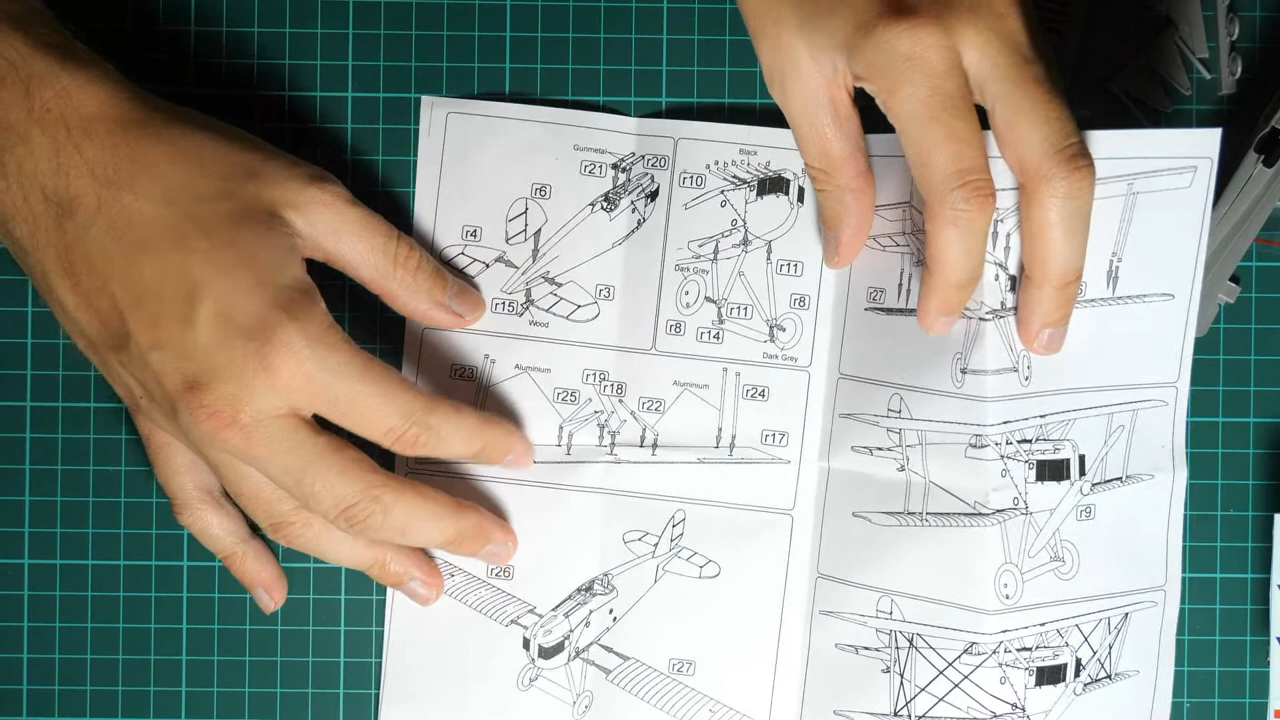 Gunmetal
r21
r20
r6
r4
r15
r3
Wood
Black
a a b b c d
r10
Dark Grey
r11
r11
r8
r8
r14
Dark Grey
r27
r23
Aluminium
r25
r19
r18
r22
Aluminium
r24
r17
r9
r26
r27